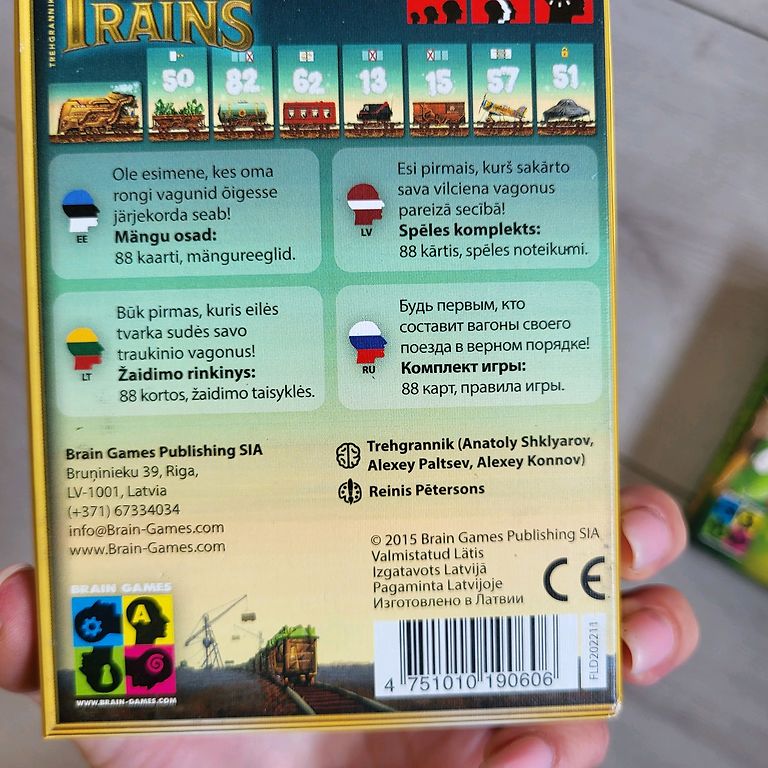 TREHGRANNIK
TRAINS
50 82 62 13 15 57 51
Ole esimene, kes oma
rongi vagunid õigesse
järjekorda seab!
Mängu osad:
88 kaarti, mängureeglid.
EE
Esi pirmais, kurš sakārto
sava vilciena vagonus
pareizā secībā!
Spēles komplekts:
88 kārtis, spēles noteikumi.
LV
Būk pirmas, kuris eilės
tvarka sudės savo
traukinio vagonus!
Žaidimo rinkinys:
88 kortos, žaidimo taisyklės.
LT
Будь первым, кто
составит вагоны своего
поезда в верном порядке!
Комплект игры:
88 карт, правила игры.
RU
Brain Games Publishing SIA
Bruņinieku 39, Riga,
LV-1001, Latvia
(+371) 67334034
info@Brain-Games.com
www.Brain-Games.com
Trehgrannik (Anatoly Shklyarov,
Alexey Paltsev, Alexey Konnov)
Reinis Pētersons
© 2015 Brain Games Publishing SIA
Valmistatud Lätis
Izgatavots Latvijā
Pagaminta Latvijoje
Изготовлено в Латвии
CE
BRAIN GAMES
A
WWW.BRAIN-GAMES.COM
4 751010 190606
FLD202211